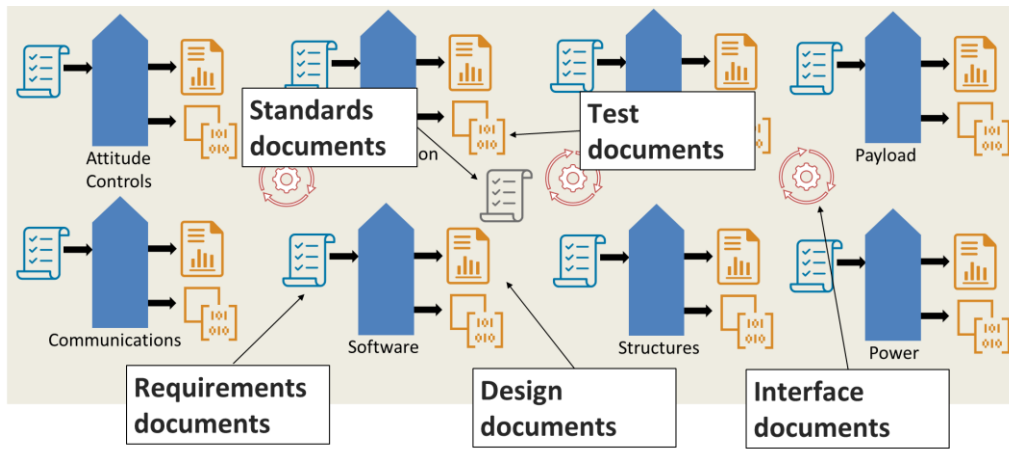 Standards
documents
Test
documents
on
Attitude
Controls
Payload
Communications
Software
Structures
Power
Requirements
documents
Design
documents
Interface
documents